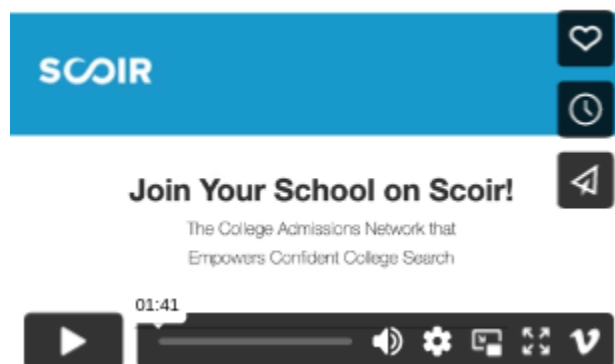 SCOIR
Join Your School on Scoir!
The College Admissions Network that
Empowers Confident College Search
01:41